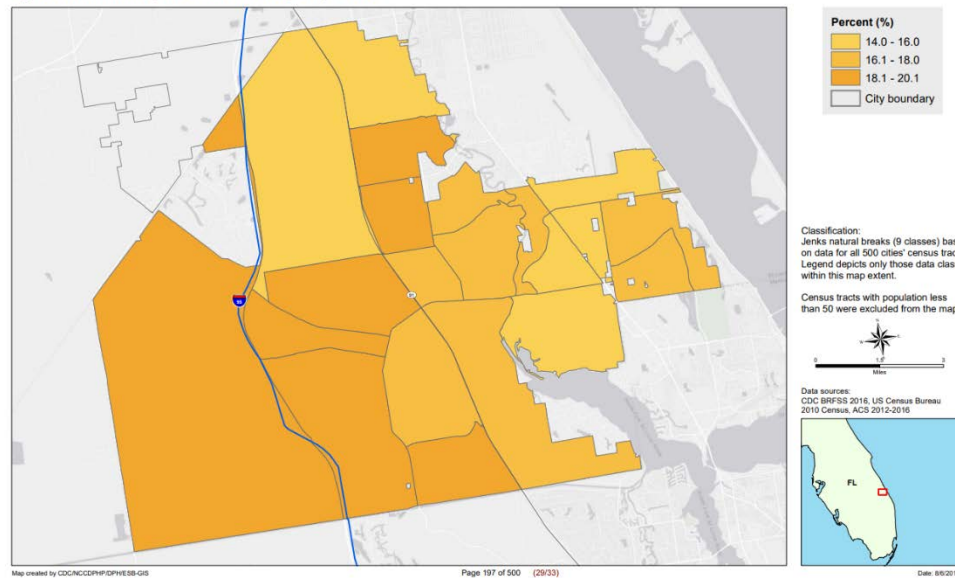 Percent (%)
14.0 - 16.0
16.1 - 18.0
18.1 - 20.1
City boundary
95
Classification:
Jenks natural breaks (9 classes) bas
on data for all 500 cities' census trac
Legend depicts only those data clas
within this map extent.
Census tracts with population less
than 50 were excluded from the map
N
W
E
S
0
1.5
3
Miles
Data sources:
CDC BRFSS 2016, US Census Bureau
2010 Census, ACS 2012-2016
FL
Map created by CDC/NCCDPHP/DPH/ESB-GIS
Page 197 of 500 (29/33)
Date: 8/6/201